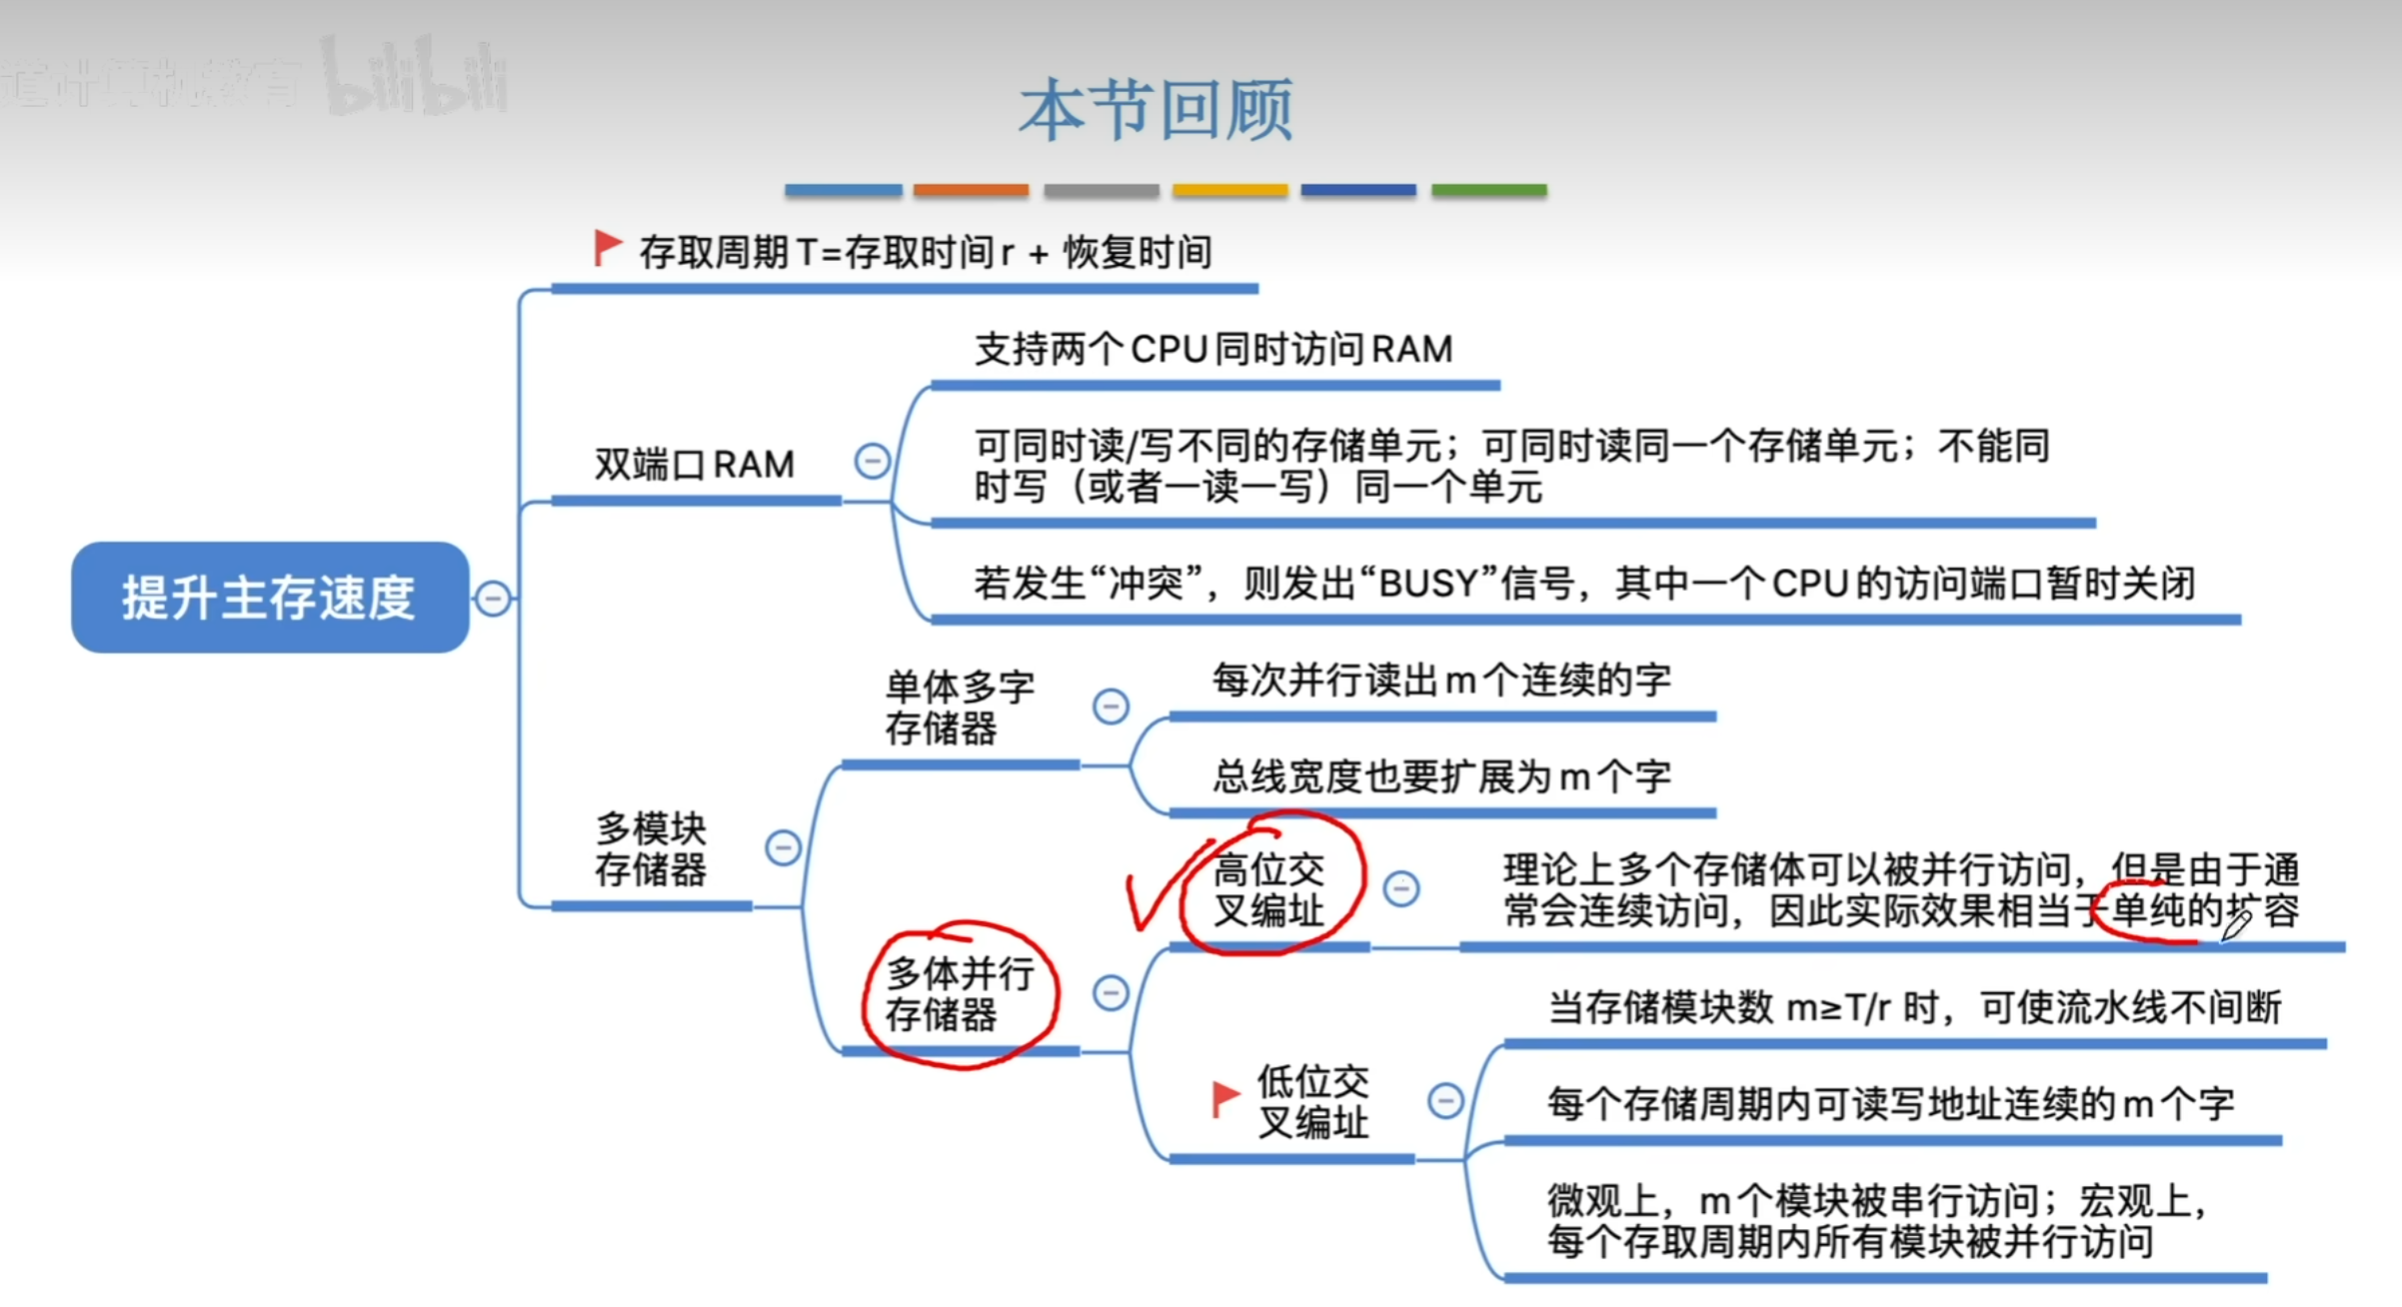 道计算机教育 bilibili
本节回顾
存取周期T=存取时间r + 恢复时间
支持两个CPU同时访问RAM
双端口RAM
可同时读/写不同的存储单元；可同时读同一个存储单元；不能同
时写（或者一读一写）同一个单元
若发生“冲突”，则发出“BUSY”信号，其中一个CPU的访问端口暂时关闭
提升主存速度
多模块
存储器
单体多字
存储器
每次并行读出m个连续的字
总线宽度也要扩展为m个字
多体并行
存储器
高位交
叉编址
理论上多个存储体可以被并行访问，但是由于通
常会连续访问，因此实际效果相当于单纯的扩容
低位交
叉编址
当存储模块数 m≥T/r 时，可使流水线不间断
每个存储周期内可读写地址连续的m个字
微观上，m个模块被串行访问；宏观上，
每个存取周期内所有模块被并行访问